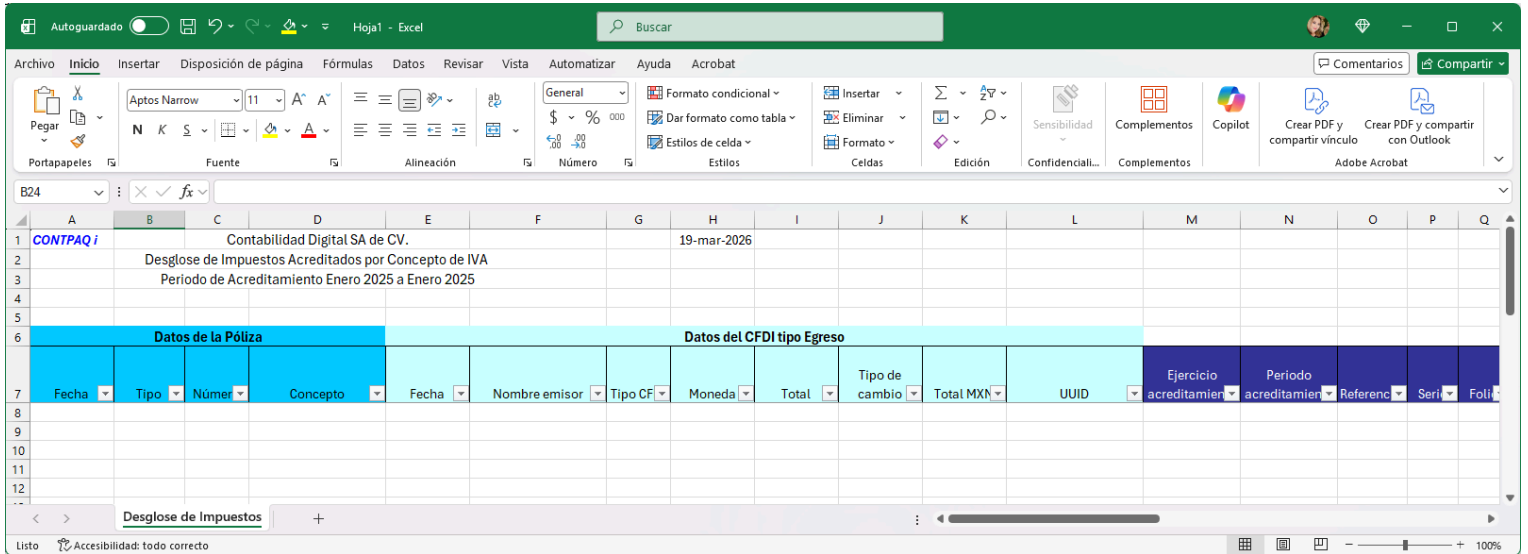 Autoguardado Hoja1 - Excel Buscar
Archivo Inicio Insertar Disposición de página Fórmulas Datos Revisar Vista Automatizar Ayuda Acrobat Comentarios Compartir
Pegar
Portapapeles
Aptos Narrow 11
N K S
Fuente
ab
Alineación
General
$ % 000
Número
Formato condicional
Dar formato como tabla
Estilos de celda
Estilos
Insertar
Eliminar
Formato
Celdas
Edición
Sensibilidad
Confidenciali...
Complementos
Complementos
Copilot
Crear PDF y
compartir vínculo
Crear PDF y compartir
con Outlook
Adobe Acrobat
B24 fx
A B C D E F G H I J K L M N O P Q
1 CONTPAQ i Contabilidad Digital SA de CV. 19-mar-2026
2 Desglose de Impuestos Acreditados por Concepto de IVA
3 Periodo de Acreditamiento Enero 2025 a Enero 2025
4
5
6 Datos de la Póliza Datos del CFDI tipo Egreso
Tipo de Ejercicio Periodo
7 Fecha Tipo Númer Concepto Fecha Nombre emisor Tipo CF Moneda Total cambio Total MXN UUID acreditamien acreditamien Referenc Seri Foli
8
9
10
11
12
Desglose de Impuestos
Listo Accesibilidad: todo correcto 100%